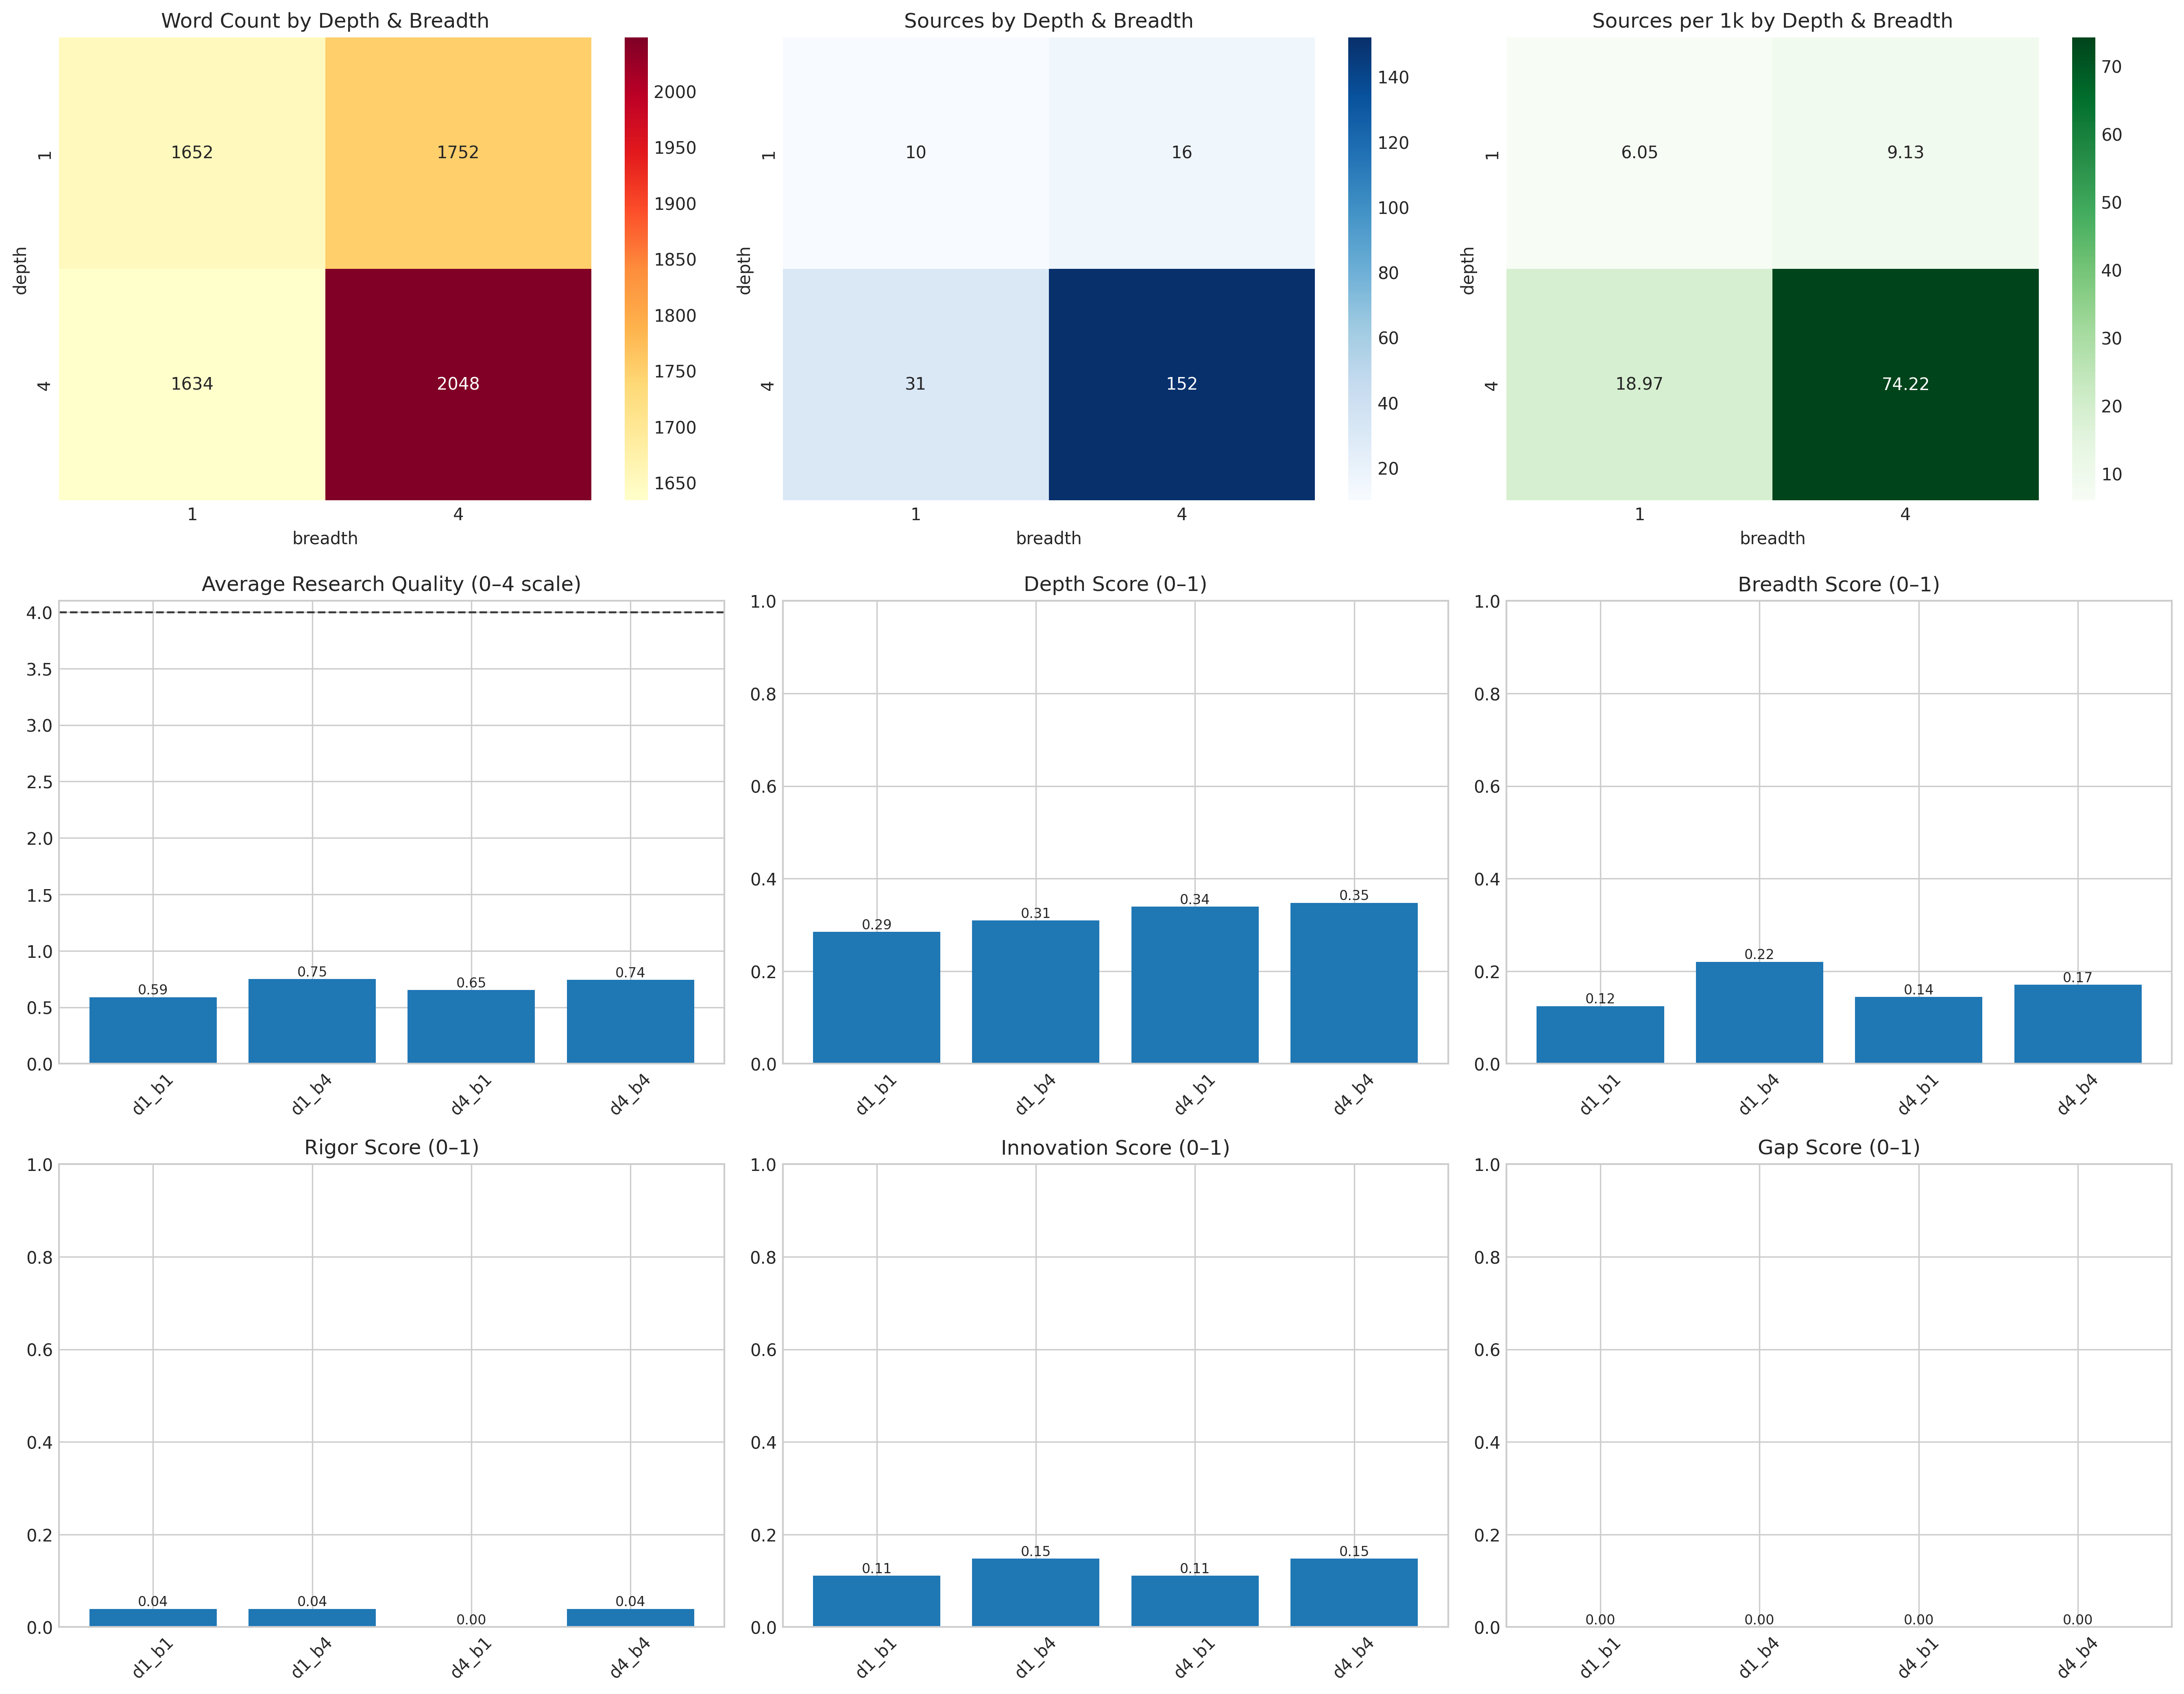 Word Count by Depth & Breadth
1652 1752
1634 2048
1
4
depth
1 4
breadth
2000
1950
1900
1850
1800
1750
1700
1650
Sources by Depth & Breadth
10 16
31 152
1
4
depth
1 4
breadth
140
120
100
80
60
40
20
Sources per 1k by Depth & Breadth
6.05 9.13
18.97 74.22
1
4
depth
1 4
breadth
70
60
50
40
30
20
10
Average Research Quality (0–4 scale)
4.0
3.5
3.0
2.5
2.0
1.5
1.0
0.5
0.0
0.59 0.75 0.65 0.74
d1_b1 d1_b4 d4_b1 d4_b4
Depth Score (0–1)
1.0
0.8
0.6
0.4
0.2
0.0
0.29 0.31 0.34 0.35
d1_b1 d1_b4 d4_b1 d4_b4
Breadth Score (0–1)
1.0
0.8
0.6
0.4
0.2
0.0
0.12 0.22 0.14 0.17
d1_b1 d1_b4 d4_b1 d4_b4
Rigor Score (0–1)
1.0
0.8
0.6
0.4
0.2
0.0
0.04 0.04 0.00 0.04
d1_b1 d1_b4 d4_b1 d4_b4
Innovation Score (0–1)
1.0
0.8
0.6
0.4
0.2
0.0
0.11 0.15 0.11 0.15
d1_b1 d1_b4 d4_b1 d4_b4
Gap Score (0–1)
1.0
0.8
0.6
0.4
0.2
0.0
0.00 0.00 0.00 0.00
d1_b1 d1_b4 d4_b1 d4_b4